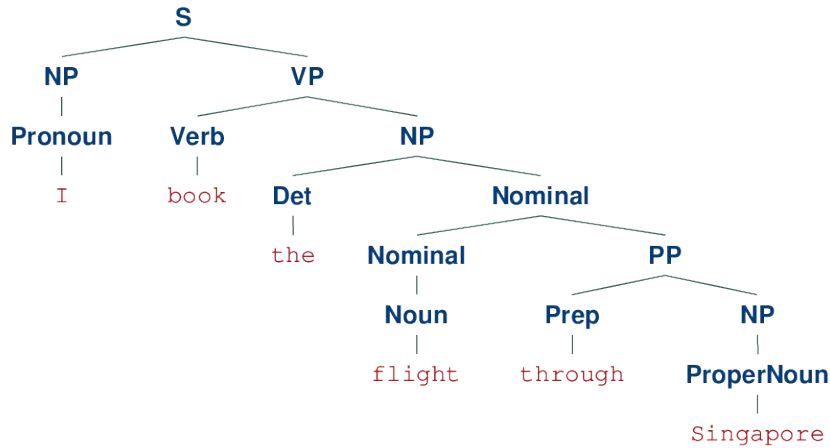 S
NP VP
Pronoun Verb NP
I book Det Nominal
the Nominal PP
Noun Prep NP
flight through ProperNoun
Singapore